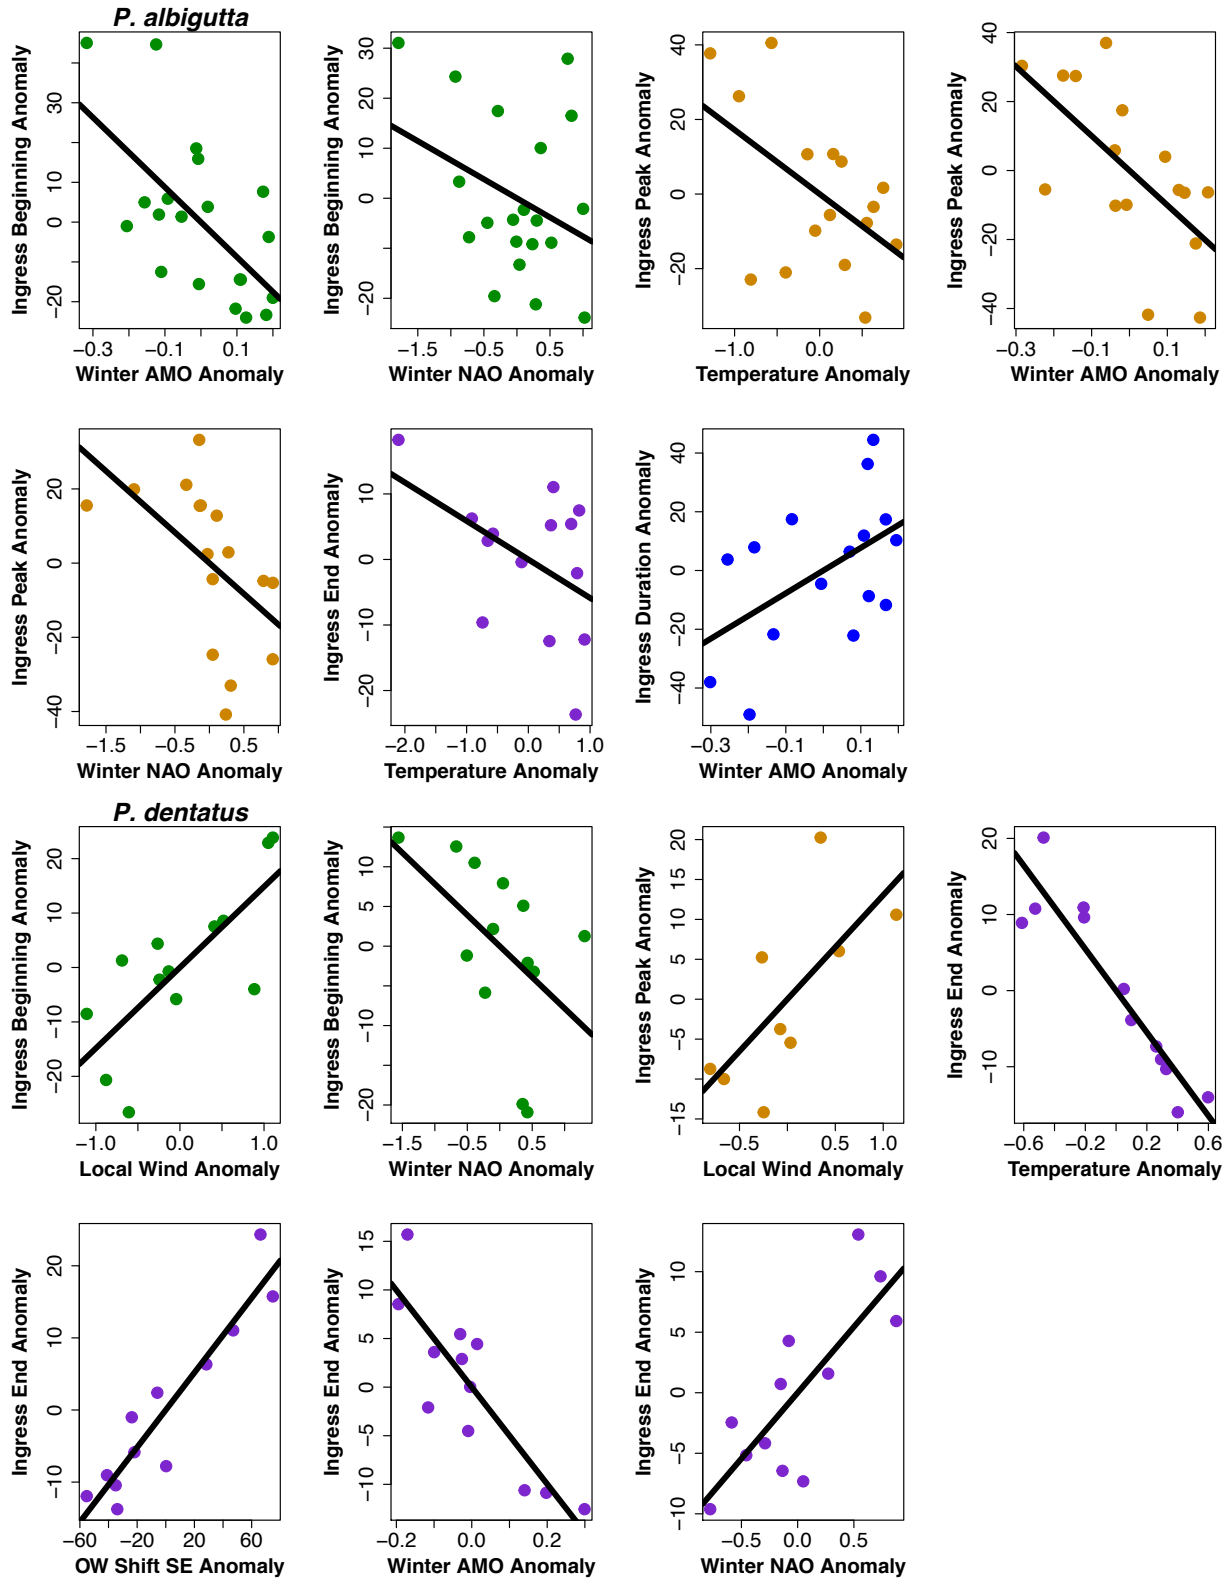 P. albigutta
Ingress Beginning Anomaly
−20 0 10 30
−0.3 −0.1 0.1
Winter AMO Anomaly
Ingress Beginning Anomaly
−20 0 10 20 30
−1.5 −0.5 0.5
Winter NAO Anomaly
Ingress Peak Anomaly
−20 0 20 40
−1.0 0.0
Temperature Anomaly
Ingress Peak Anomaly
−40 −20 0 20 40
−0.3 −0.1 0.1
Winter AMO Anomaly
Ingress Peak Anomaly
−40 −20 0 20
−1.5 −0.5 0.5
Winter NAO Anomaly
Ingress End Anomaly
−20 −10 0 10
−2.0 −1.0 0.0 1.0
Temperature Anomaly
Ingress Duration Anomaly
−40 −20 0 20 40
−0.3 −0.1 0.1
Winter AMO Anomaly
P. dentatus
Ingress Beginning Anomaly
−20 −10 0 10 20
−1.0 0.0 1.0
Local Wind Anomaly
Ingress Beginning Anomaly
−20 −10 0 5 10
−1.5 −0.5 0.5
Winter NAO Anomaly
Ingress Peak Anomaly
−15 −5 0 5 10 15 20
−0.5 0.0 0.5 1.0
Local Wind Anomaly
Ingress End Anomaly
−10 0 10 20
−0.6 −0.2 0.2 0.6
Temperature Anomaly
Ingress End Anomaly
−10 0 10 20
−60 −20 20 60
OW Shift SE Anomaly
Ingress End Anomaly
−10 −5 0 5 10 15
−0.2 0.0 0.2
Winter AMO Anomaly
Ingress End Anomaly
−10 −5 0 5 10
−0.5 0.0 0.5
Winter NAO Anomaly